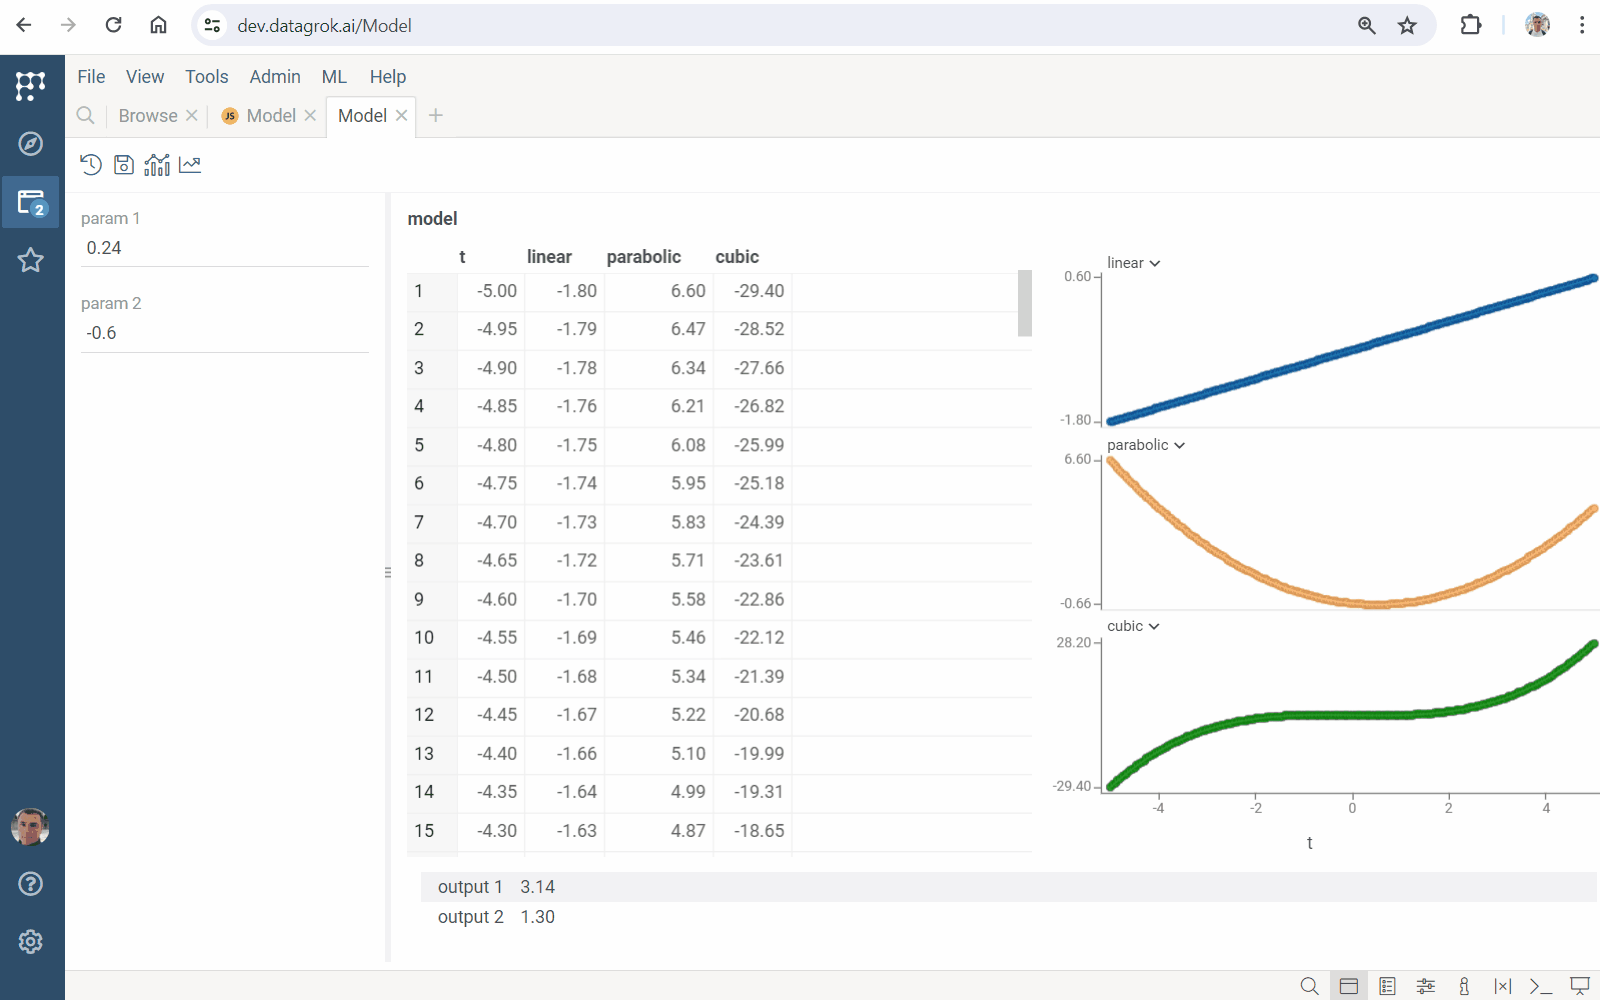 dev.datagrok.ai/Model
File View Tools Admin ML Help
Browse JS Model Model
2
param 1
0.24
param 2
-0.6
model
t linear parabolic cubic
1 -5.00 -1.80 6.60 -29.40
2 -4.95 -1.79 6.47 -28.52
3 -4.90 -1.78 6.34 -27.66
4 -4.85 -1.76 6.21 -26.82
5 -4.80 -1.75 6.08 -25.99
6 -4.75 -1.74 5.95 -25.18
7 -4.70 -1.73 5.83 -24.39
8 -4.65 -1.72 5.71 -23.61
9 -4.60 -1.70 5.58 -22.86
10 -4.55 -1.69 5.46 -22.12
11 -4.50 -1.68 5.34 -21.39
12 -4.45 -1.67 5.22 -20.68
13 -4.40 -1.66 5.10 -19.99
14 -4.35 -1.64 4.99 -19.31
15 -4.30 -1.63 4.87 -18.65
linear
0.60
-1.80
parabolic
6.60
-0.66
cubic
28.20
-29.40
-4 -2 0 2 4
t
output 1 3.14
output 2 1.30